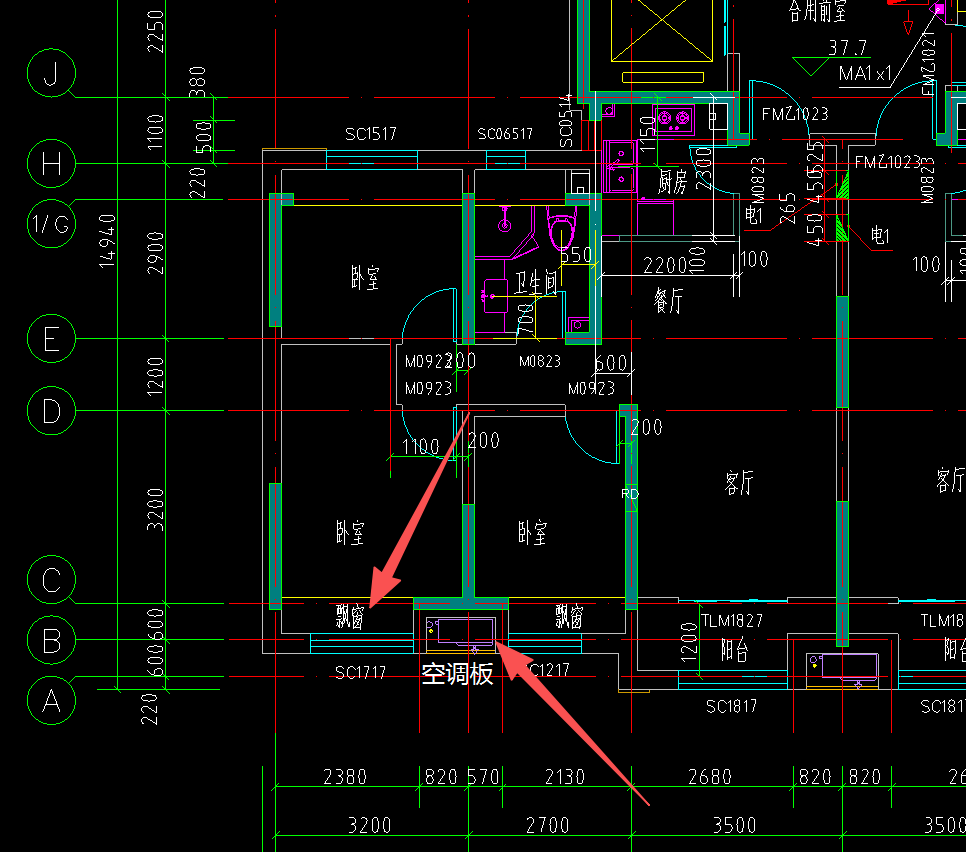 合用前室
2250
J
37.7
MA1x1
FMZ1021
380
SC0514
FMZ1023
1100
500
SC1517
SC06517
1150
525
H
FMZ1023
2300
M0823
M0823
220
厨房
450
265
1/G
电1
电1
14940
2900
450
650
卧室
卫生间
2200
100
100
100
餐厅
700
E
M0922
200
M0823
600
1200
M0923
M0923
D
1100
200
200
客厅
客厅
RD
3200
卧室
卧室
C
飘窗
飘窗
600
TLM1827
TLM18
B
1200
阳台
阳台
600
SC1717
空调板
C1217
A
220
SC1817
SC181
2380
820
570
2130
2680
820
820
26
3200
2700
3500
3500